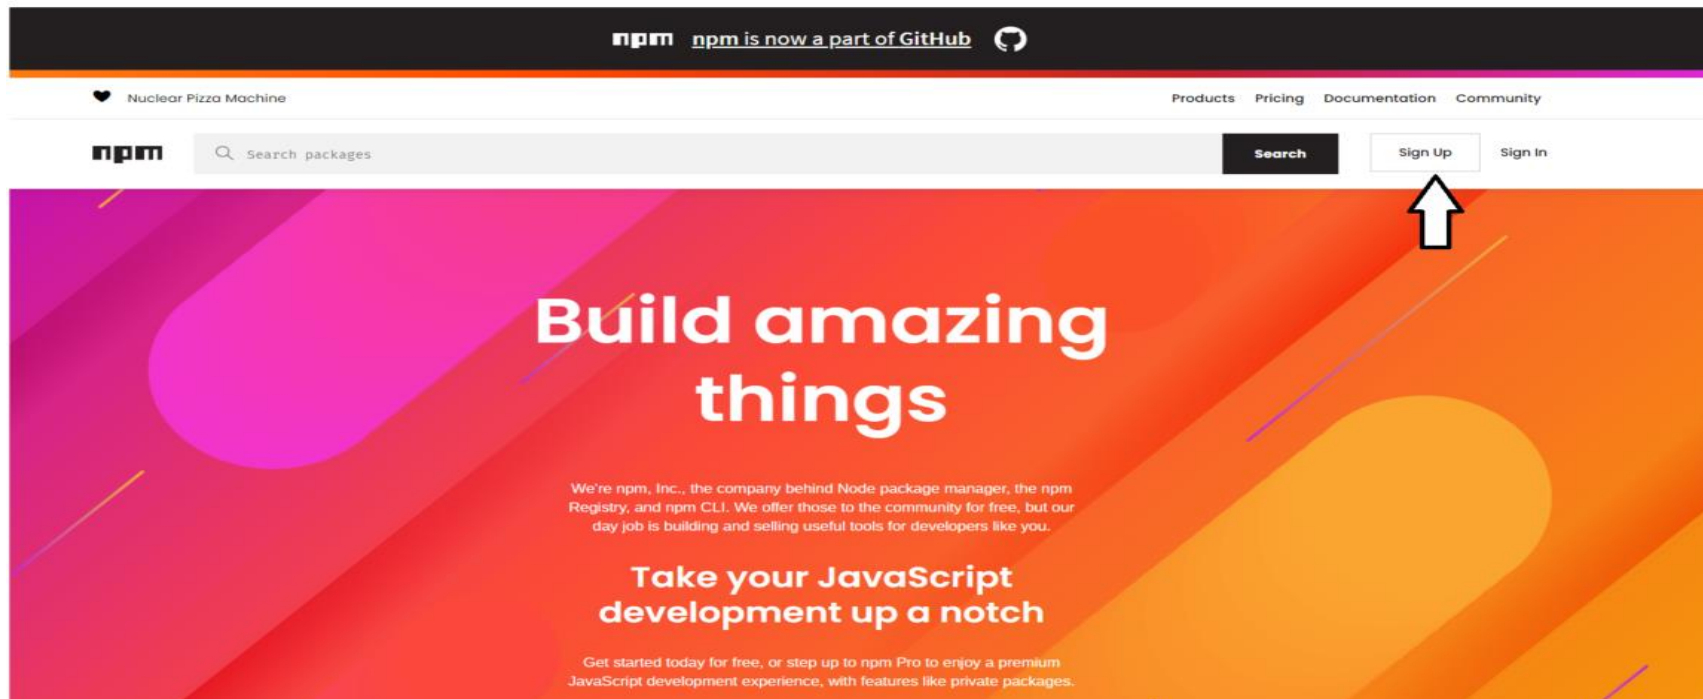 npm npm is now a part of GitHub
Nuclear Pizza Machine Products Pricing Documentation Community
npm Search packages Search Sign Up Sign In
Build amazing
things
We're npm, Inc., the company behind Node package manager, the npm
Registry, and npm CLI. We offer those to the community for free, but our
day job is building and selling useful tools for developers like you.
Take your JavaScript
development up a notch
Get started today for free, or step up to npm Pro to enjoy a premium
JavaScript development experience, with features like private packages.